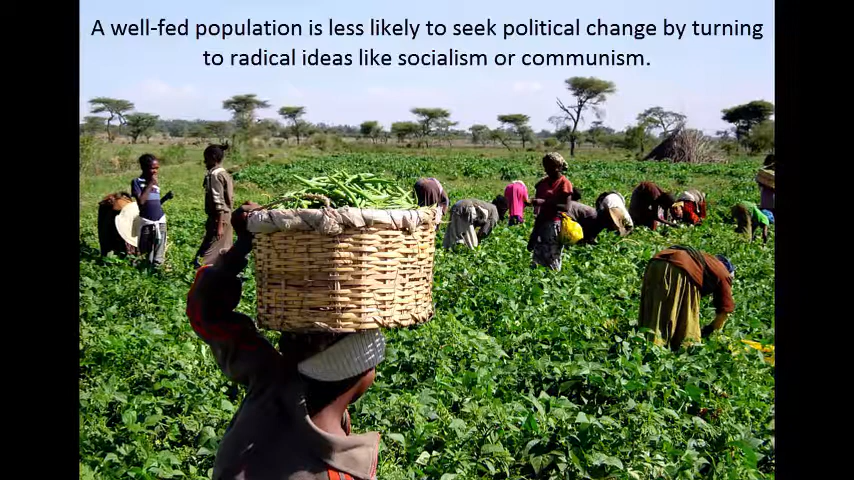 A well-fed population is less likely to seek political change by turning
to radical ideas like socialism or communism.